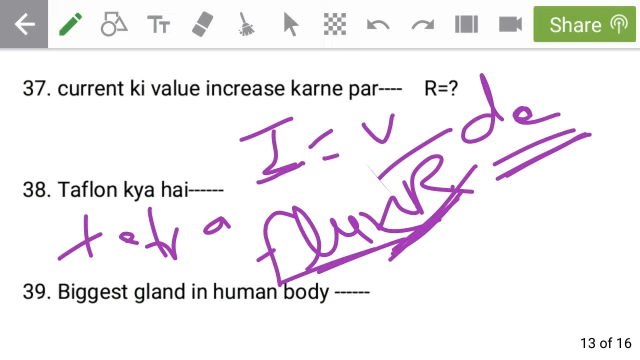 Share
37. current ki value increase karne par---- R=?
I = V de
R
38. Taflon kya hai------
tetra
39. Biggest gland in human body ------
13 of 16